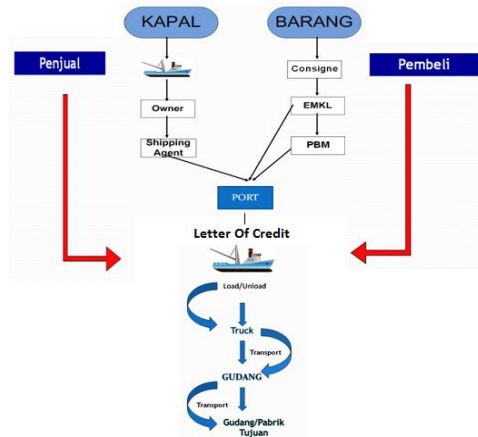 KAPAL
BARANG
Penjual
Pembeli
Consigne
Owner
EMKL
Shipping
Agent
PBM
PORT
Letter Of Credit
Load/Unload
Truck
Transport
GUDANG
Transport
Gudang/Pabrik
Tujuan